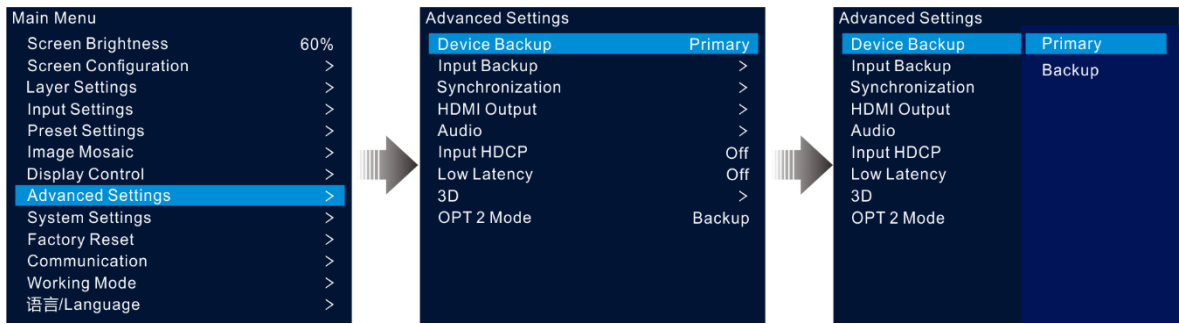 Main Menu
Screen Brightness 60%
Screen Configuration >
Layer Settings >
Input Settings >
Preset Settings >
Image Mosaic >
Display Control >
Advanced Settings >
System Settings >
Factory Reset >
Communication >
Working Mode >
语言/Language >
Advanced Settings
Device Backup Primary
Input Backup >
Synchronization >
HDMI Output >
Audio >
Input HDCP Off
Low Latency Off
3D >
OPT 2 Mode Backup
Advanced Settings
Device Backup Primary
Input Backup Backup
Synchronization
HDMI Output
Audio
Input HDCP
Low Latency
3D
OPT 2 Mode